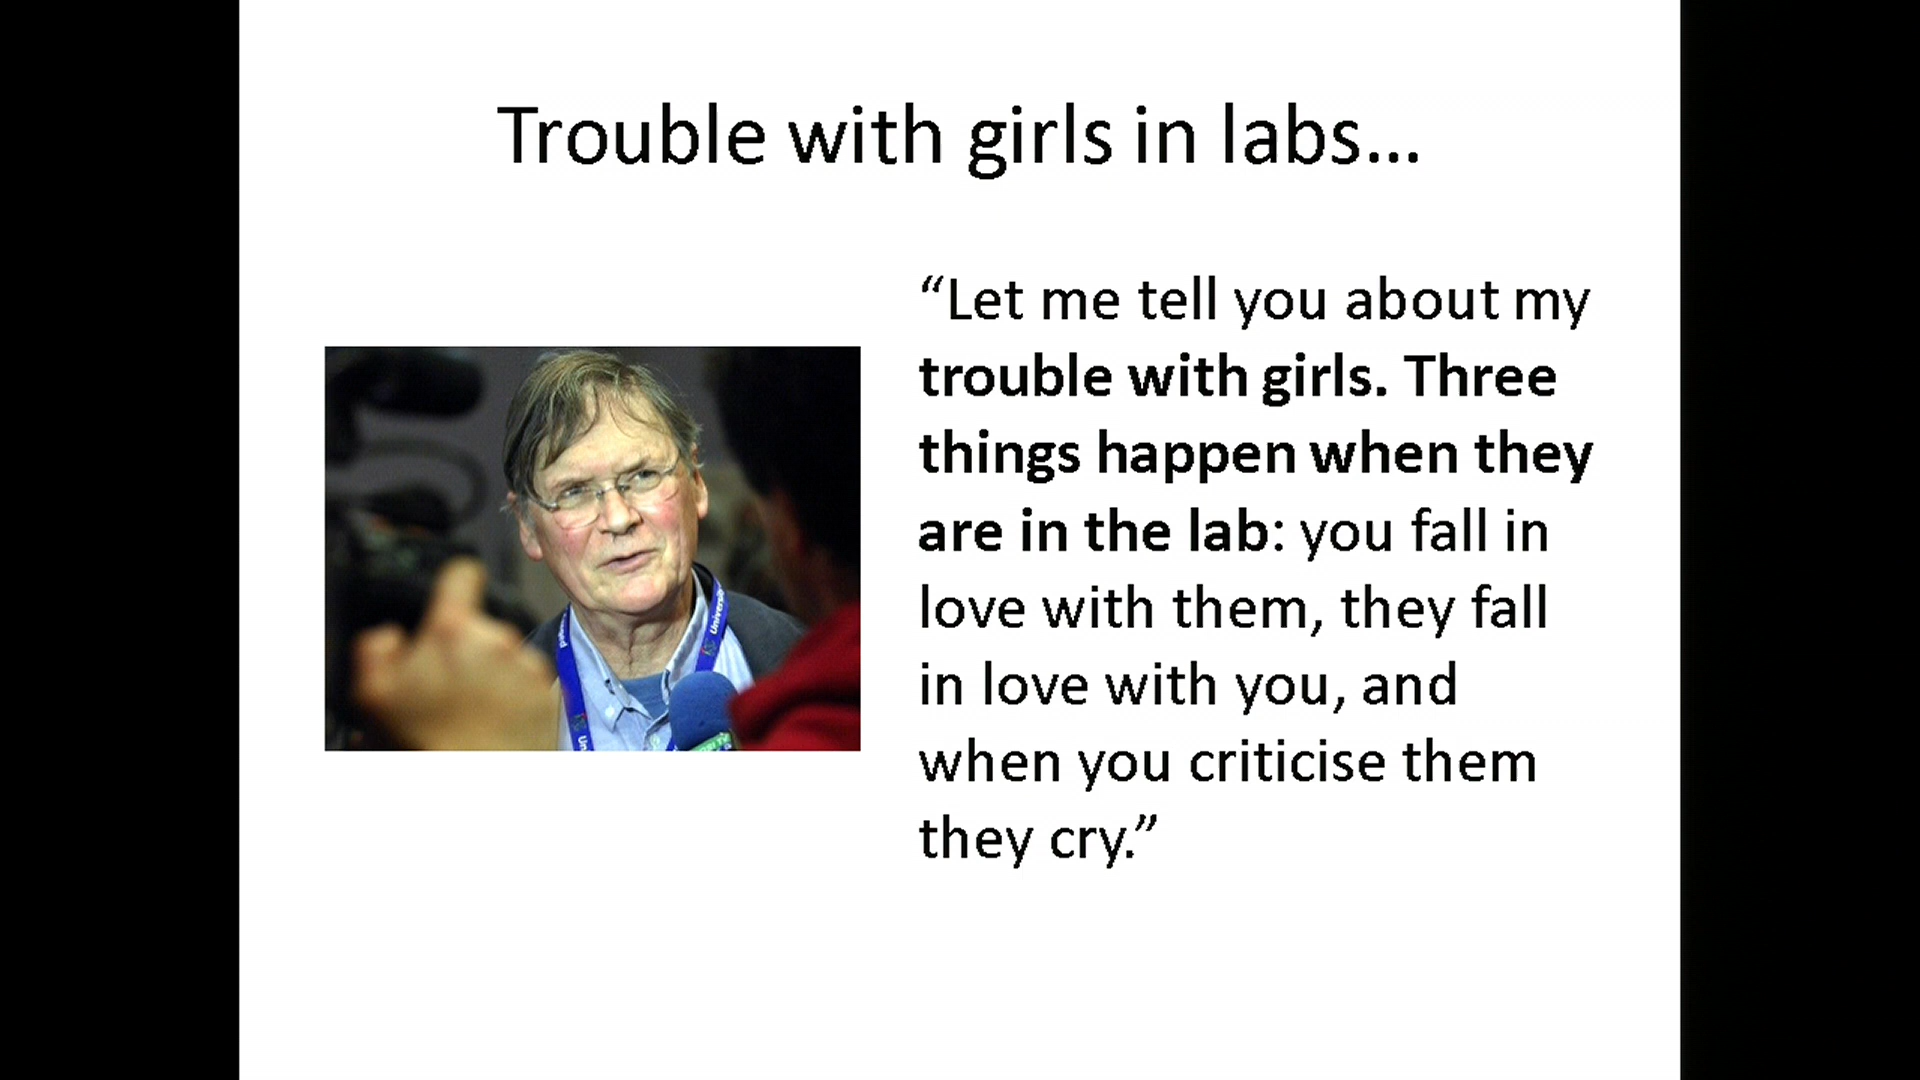 Trouble with girls in labs...
“Let me tell you about my
trouble with girls. Three
things happen when they
are in the lab: you fall in
love with them, they fall
in love with you, and
when you criticise them
they cry.”
Universit